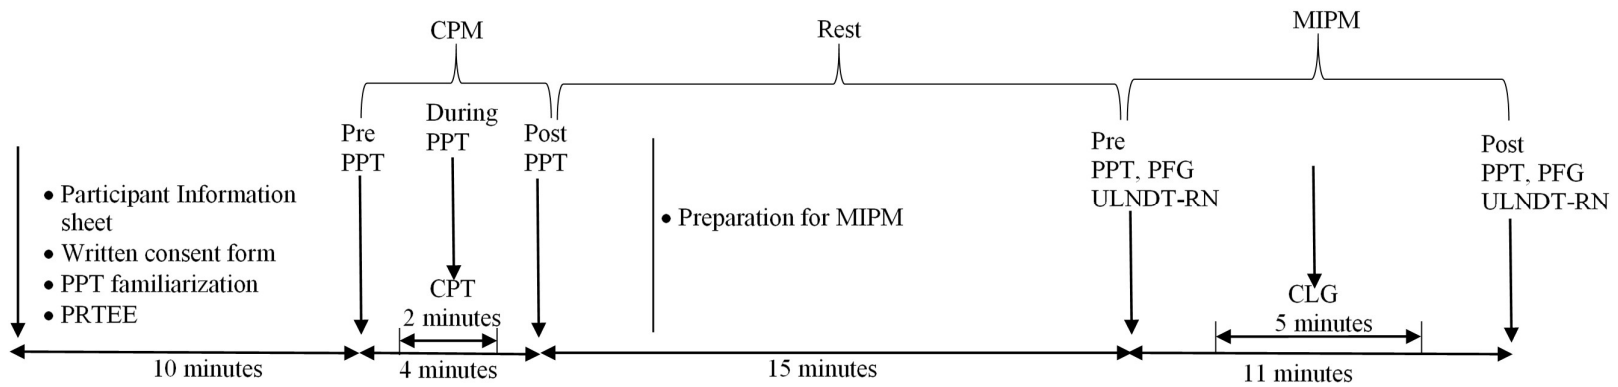 CPM
Rest
MIPM
Pre
PPT
During
PPT
Post
PPT
Pre
PPT, PFG
ULNDT-RN
Post
PPT, PFG
ULNDT-RN
• Participant Information
sheet
• Written consent form
• PPT familiarization
• PRTEE
• Preparation for MIPM
CPT
2 minutes
CLG
5 minutes
10 minutes
4 minutes
15 minutes
11 minutes